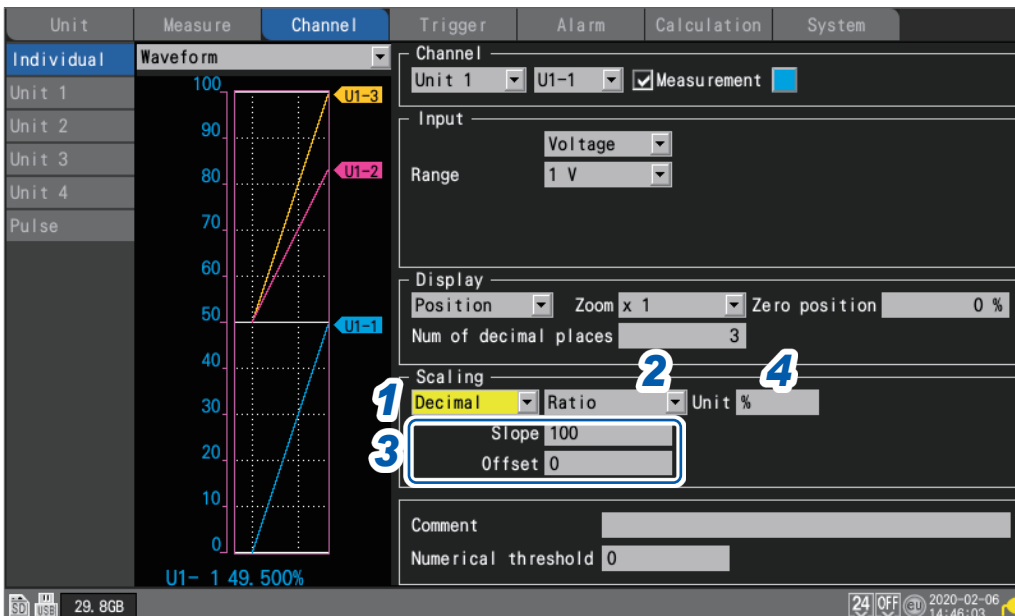 Unit Measure Channel Trigger Alarm Calculation System
Individual
Unit 1
Unit 2
Unit 3
Unit 4
Pulse
Waveform
100
90
80
70
60
50
40
30
20
10
0
U1-3
U1-2
U1-1
U1- 1 49. 500%
Channel
Unit 1 U1-1 Measurement
Input
Voltage
Range 1 V
Display
Position Zoom x 1 Zero position 0 %
Num of decimal places 3
Scaling
1 Decimal 2 Ratio 4 Unit %
3 Slope 100
Offset 0
Comment
Numerical threshold 0
SD USB 29. 8GB
24 OFF eu 2020-02-06
14:46:03